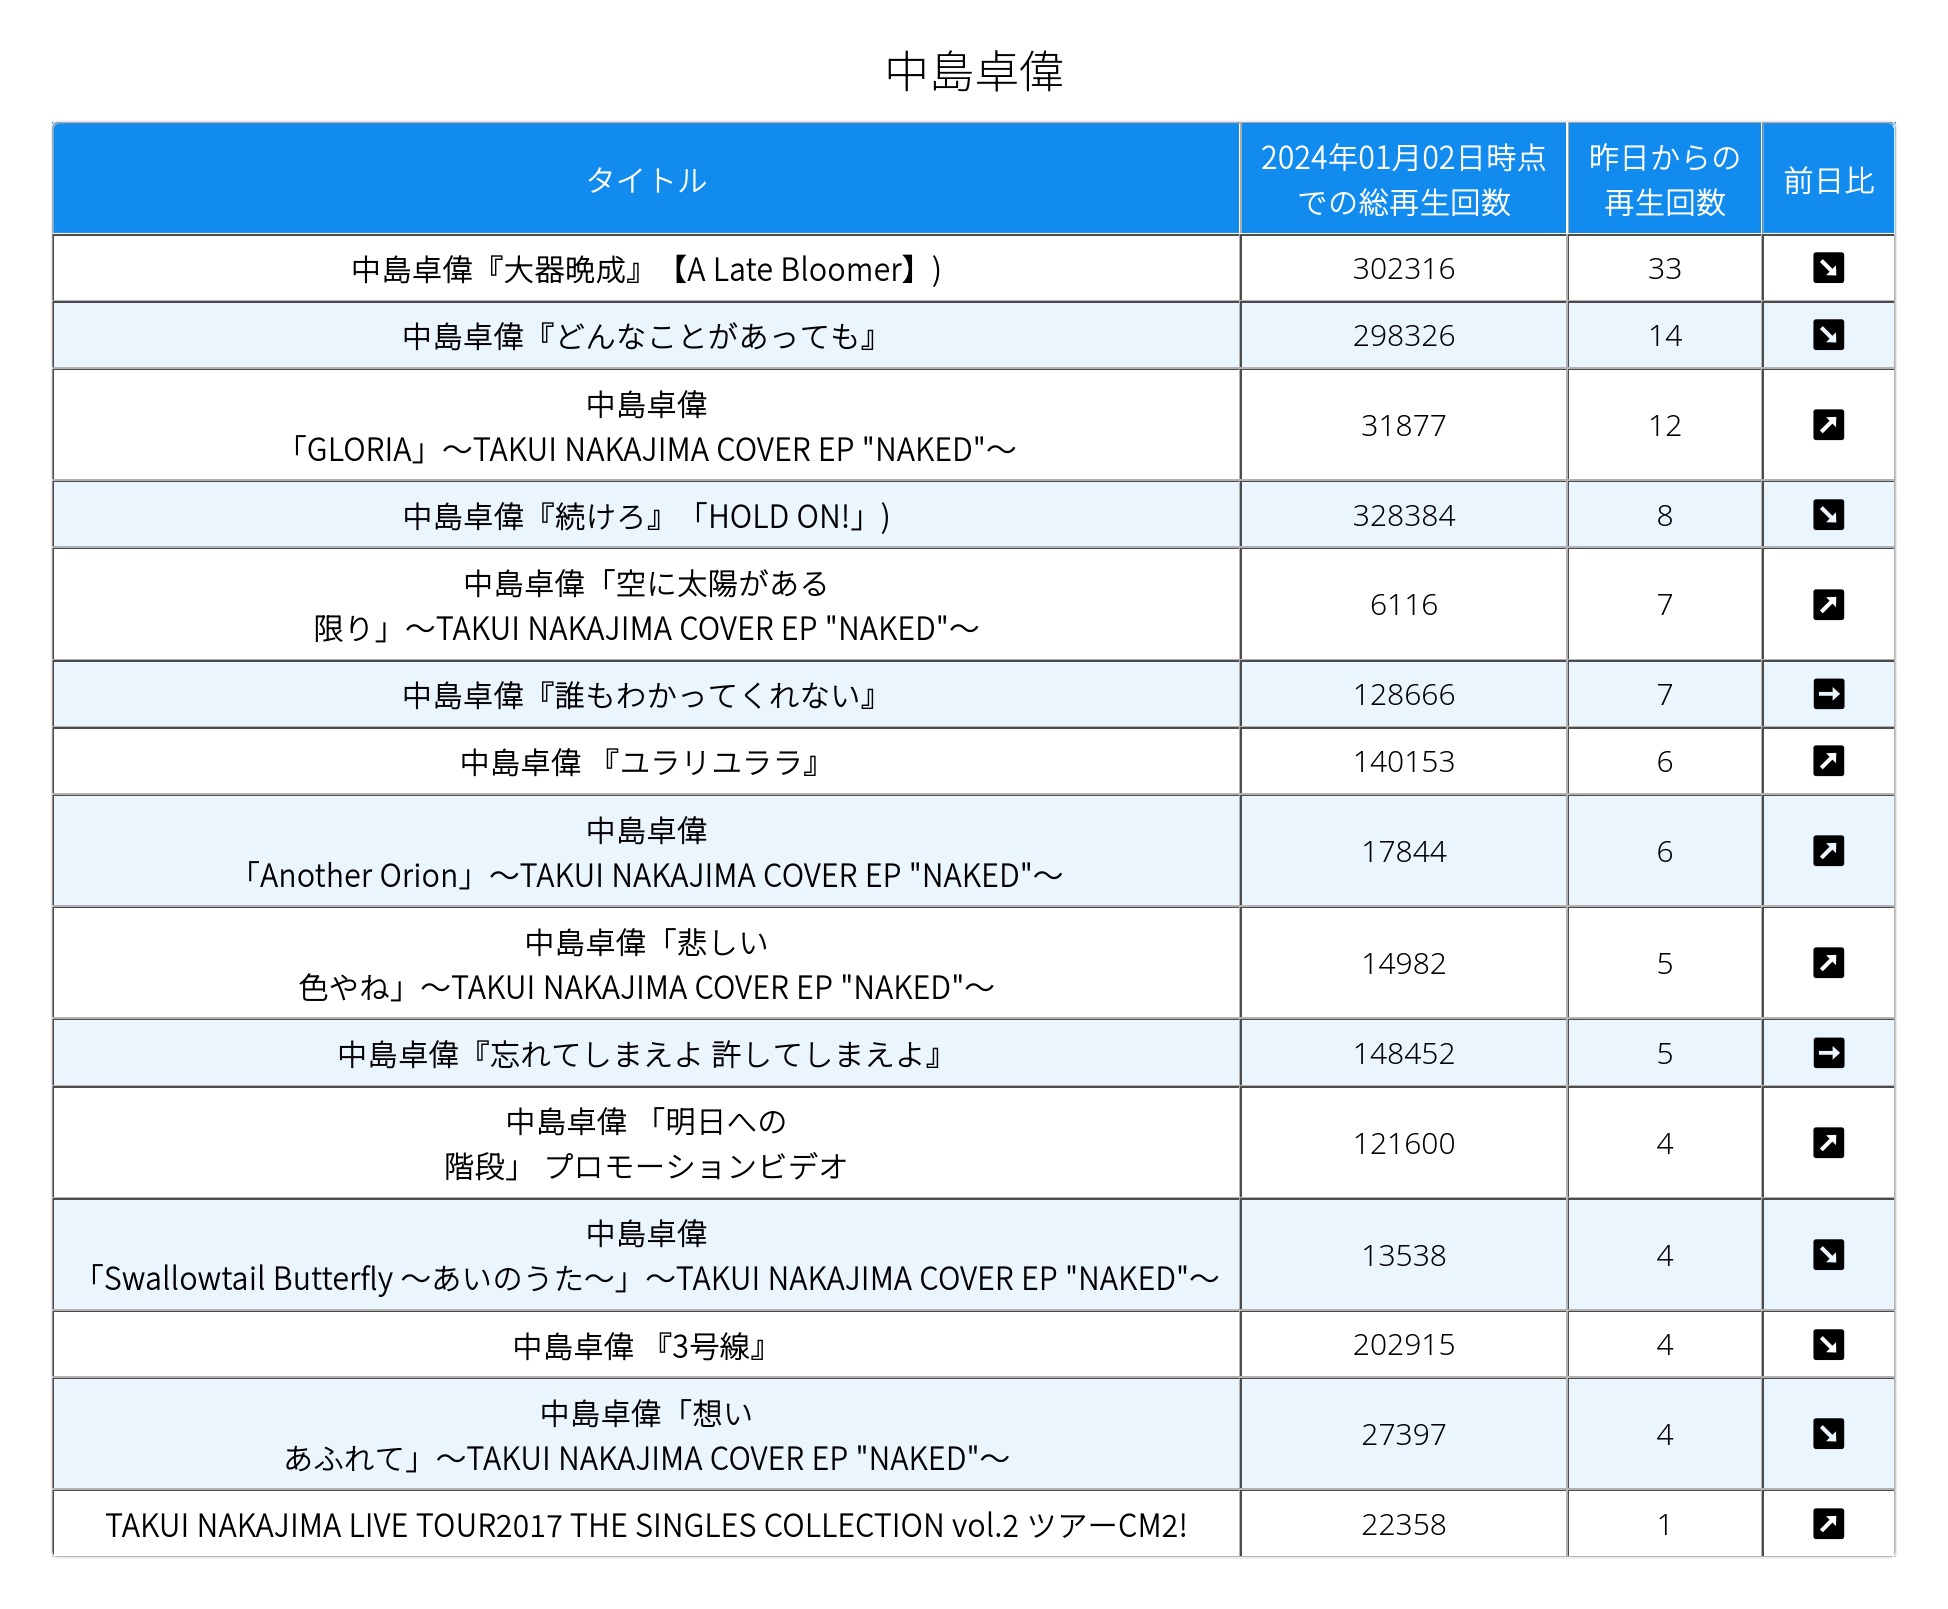 中島卓偉
タイトル
2024年01月02日時点
での総再生回数
昨日からの
再生回数
前日比
中島卓偉『大器晩成』【A Late Bloomer】)
302316
33
中島卓偉『どんなことがあっても』
298326
14
中島卓偉
「GLORIA」〜TAKUI NAKAJIMA COVER EP "NAKED"〜
31877
12
中島卓偉『続けろ』「HOLD ON!」)
328384
8
中島卓偉「空に太陽がある
限り」〜TAKUI NAKAJIMA COVER EP "NAKED"〜
6116
7
中島卓偉『誰もわかってくれない』
128666
7
中島卓偉 『ユラリユララ』
140153
6
中島卓偉
「Another Orion」〜TAKUI NAKAJIMA COVER EP "NAKED"〜
17844
6
中島卓偉「悲しい
色やね」〜TAKUI NAKAJIMA COVER EP "NAKED"〜
14982
5
中島卓偉『忘れてしまえよ 許してしまえよ』
148452
5
中島卓偉 「明日への
階段」 プロモーションビデオ
121600
4
中島卓偉
「Swallowtail Butterfly 〜あいのうた〜」〜TAKUI NAKAJIMA COVER EP "NAKED"〜
13538
4
中島卓偉 『3号線』
202915
4
中島卓偉「想い
あふれて」〜TAKUI NAKAJIMA COVER EP "NAKED"〜
27397
4
TAKUI NAKAJIMA LIVE TOUR2017 THE SINGLES COLLECTION vol.2 ツアーCM2!
22358
1